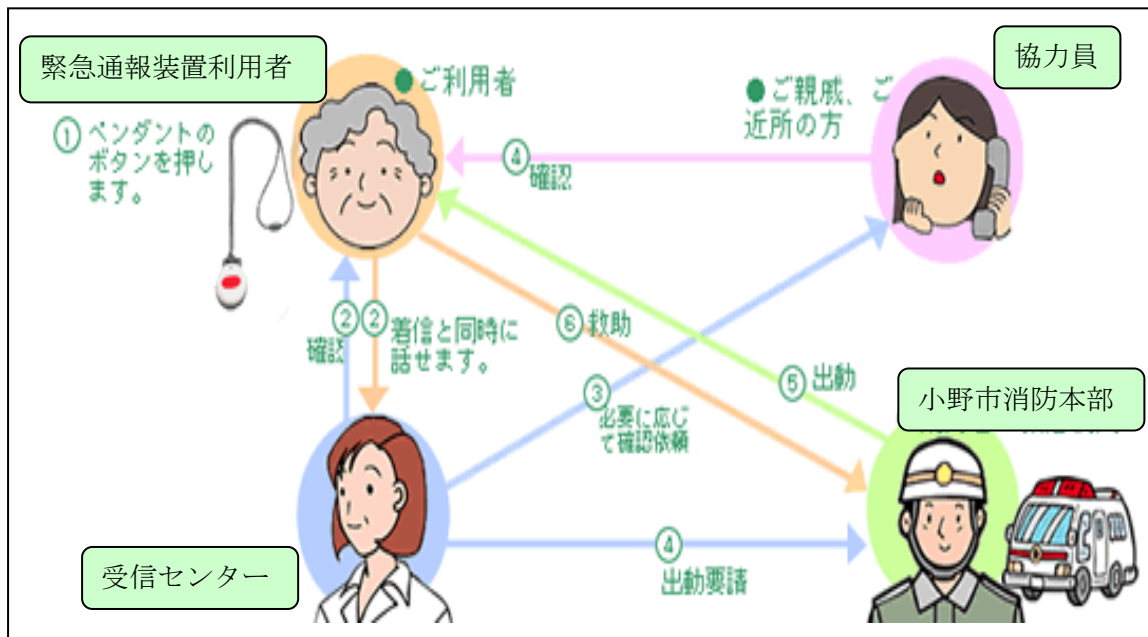 緊急通報装置利用者
協力員
●ご利用者
●ご親戚、ご
近所の方
①ペンダントの
ボタンを押し
ます。
④
確認
②
確認
②着信と同時に
話せます。
⑥救助
③
必要に応じ
て確認依頼
⑤出動
小野市消防本部
④
出動要請
受信センター